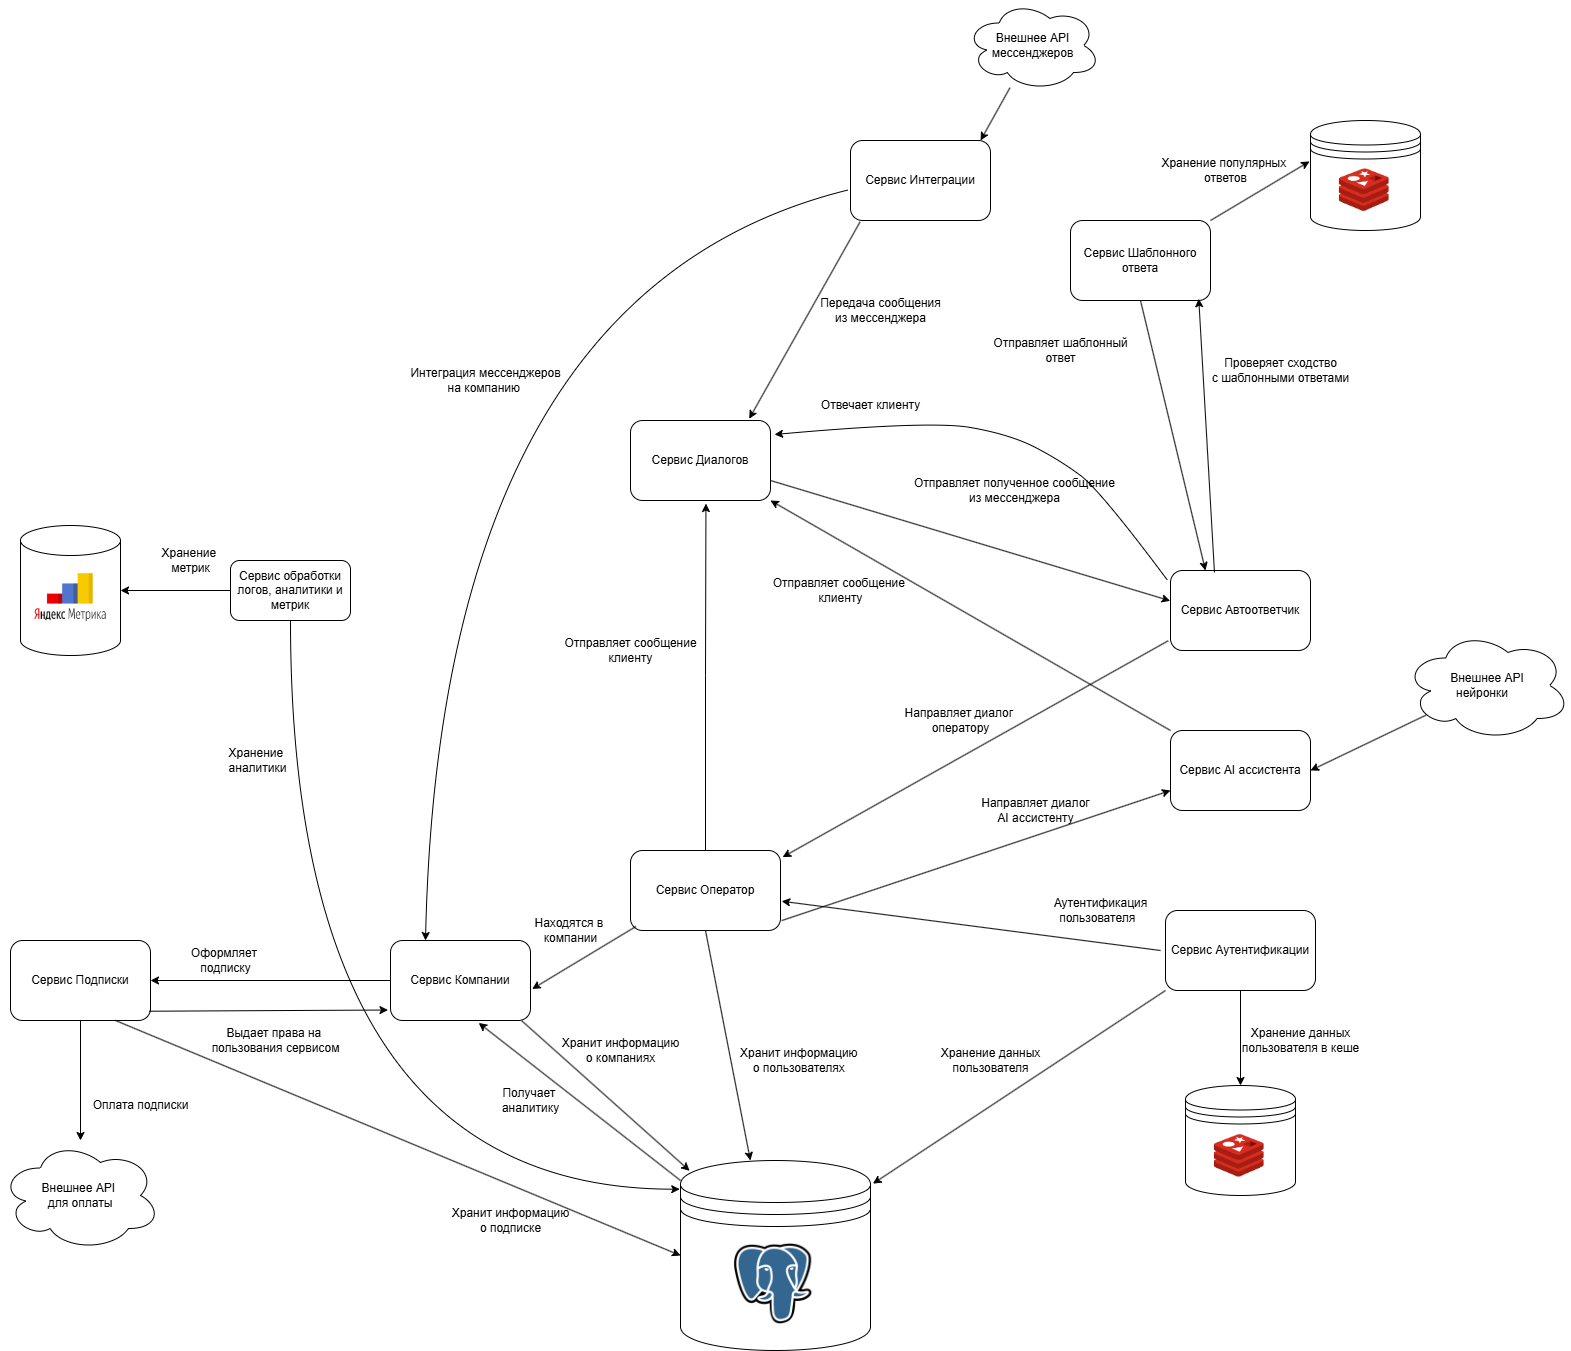 Внешнее API
мессенджеров
Сервис Интеграции
Хранение популярных
ответов
Сервис Шаблонного
ответа
Передача сообщения
из мессенджера
Отправляет шаблонный
ответ
Проверяет сходство
с шаблонными ответами
Интеграция мессенджеров
на компанию
Отвечает клиенту
Сервис Диалогов
Отправляет полученное сообщение
из мессенджера
Хранение
метрик
Сервис обработки
логов, аналитики и
метрик
Яндекс Метрика
Отправляет сообщение
клиенту
Сервис Автоответчик
Отправляет сообщение
клиенту
Внешнее API
нейронки
Направляет диалог
оператору
Хранение
аналитики
Сервис AI ассистента
Направляет диалог
AI ассистенту
Сервис Оператор
Аутентификация
пользователя
Находятся в
компании
Сервис Аутентификации
Оформляет
подписку
Сервис Подписки
Сервис Компании
Выдает права на
пользования сервисом
Хранит информацию
о компаниях
Хранит информацию
о пользователях
Хранение данных
пользователя
Хранение данных
пользователя в кеше
Получает
аналитику
Оплата подписки
Внешнее API
для оплаты
Хранит информацию
о подписке